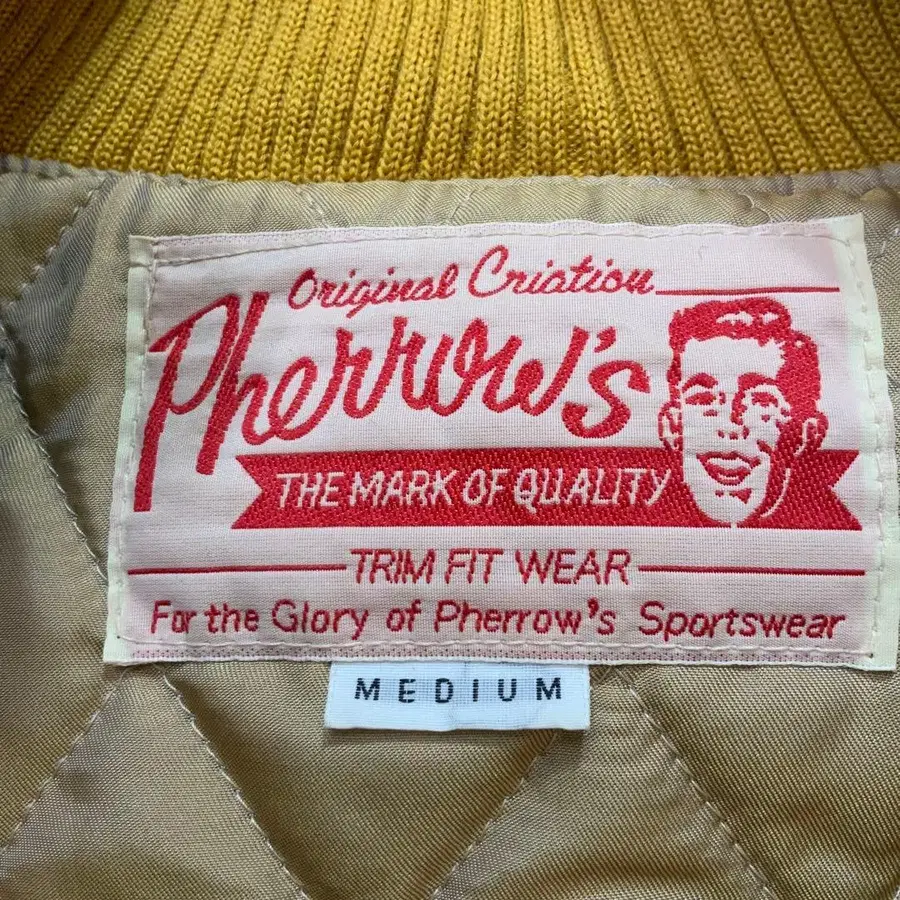 Original Criation
Pherrow's
THE MARK OF QUALITY
TRIM FIT WEAR
For the Glory of Pherrow's Sportswear
MEDIUM